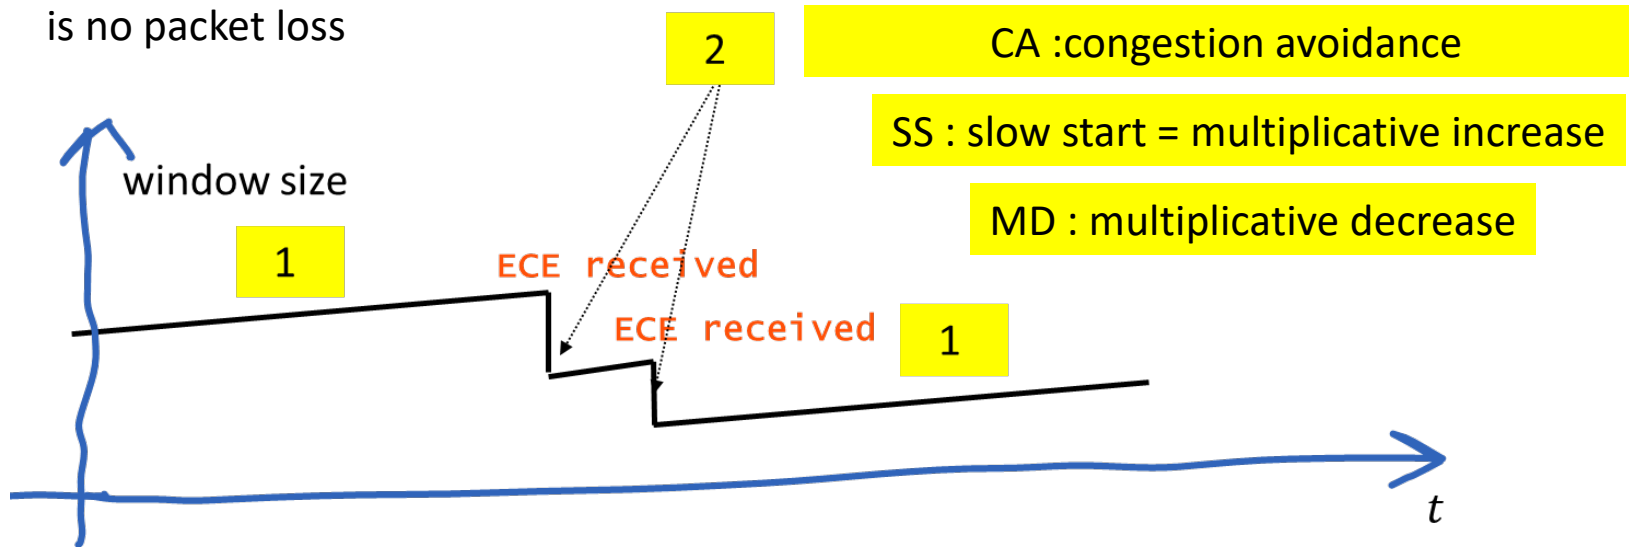 is no packet loss
2
CA :congestion avoidance
SS : slow start = multiplicative increase
window size
MD : multiplicative decrease
1
ECE received
ECE received
1
t